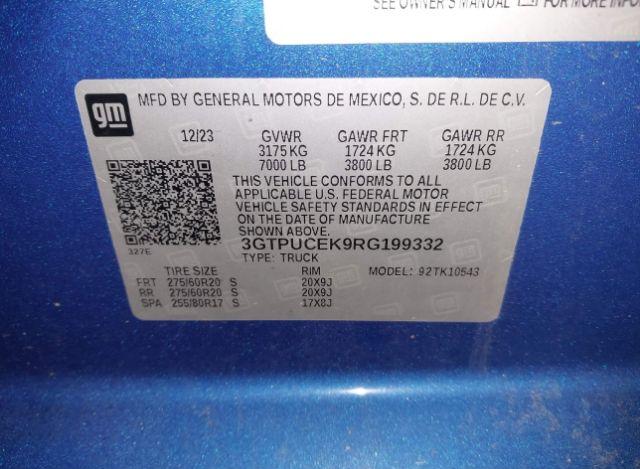 SEE OWNER'S MANUAL FOR MORE INFOR
gm
MFD BY GENERAL MOTORS DE MEXICO, S. DE R.L. DE C.V.
12/23 GVWR GAWR FRT GAWR RR
3175 KG 1724 KG 1724 KG
7000 LB 3800 LB 3800 LB
THIS VEHICLE CONFORMS TO ALL
APPLICABLE U.S. FEDERAL MOTOR
VEHICLE SAFETY STANDARDS IN EFFECT
ON THE DATE OF MANUFACTURE
SHOWN ABOVE.
327E
3GTPUCEK9RG199332
TYPE: TRUCK
TIRE SIZE RIM MODEL: 92TK10543
FRT 275/60R20 S 20X9J
RR 275/60R20 S 20X9J
SPA 255/80R17 S 17X8J